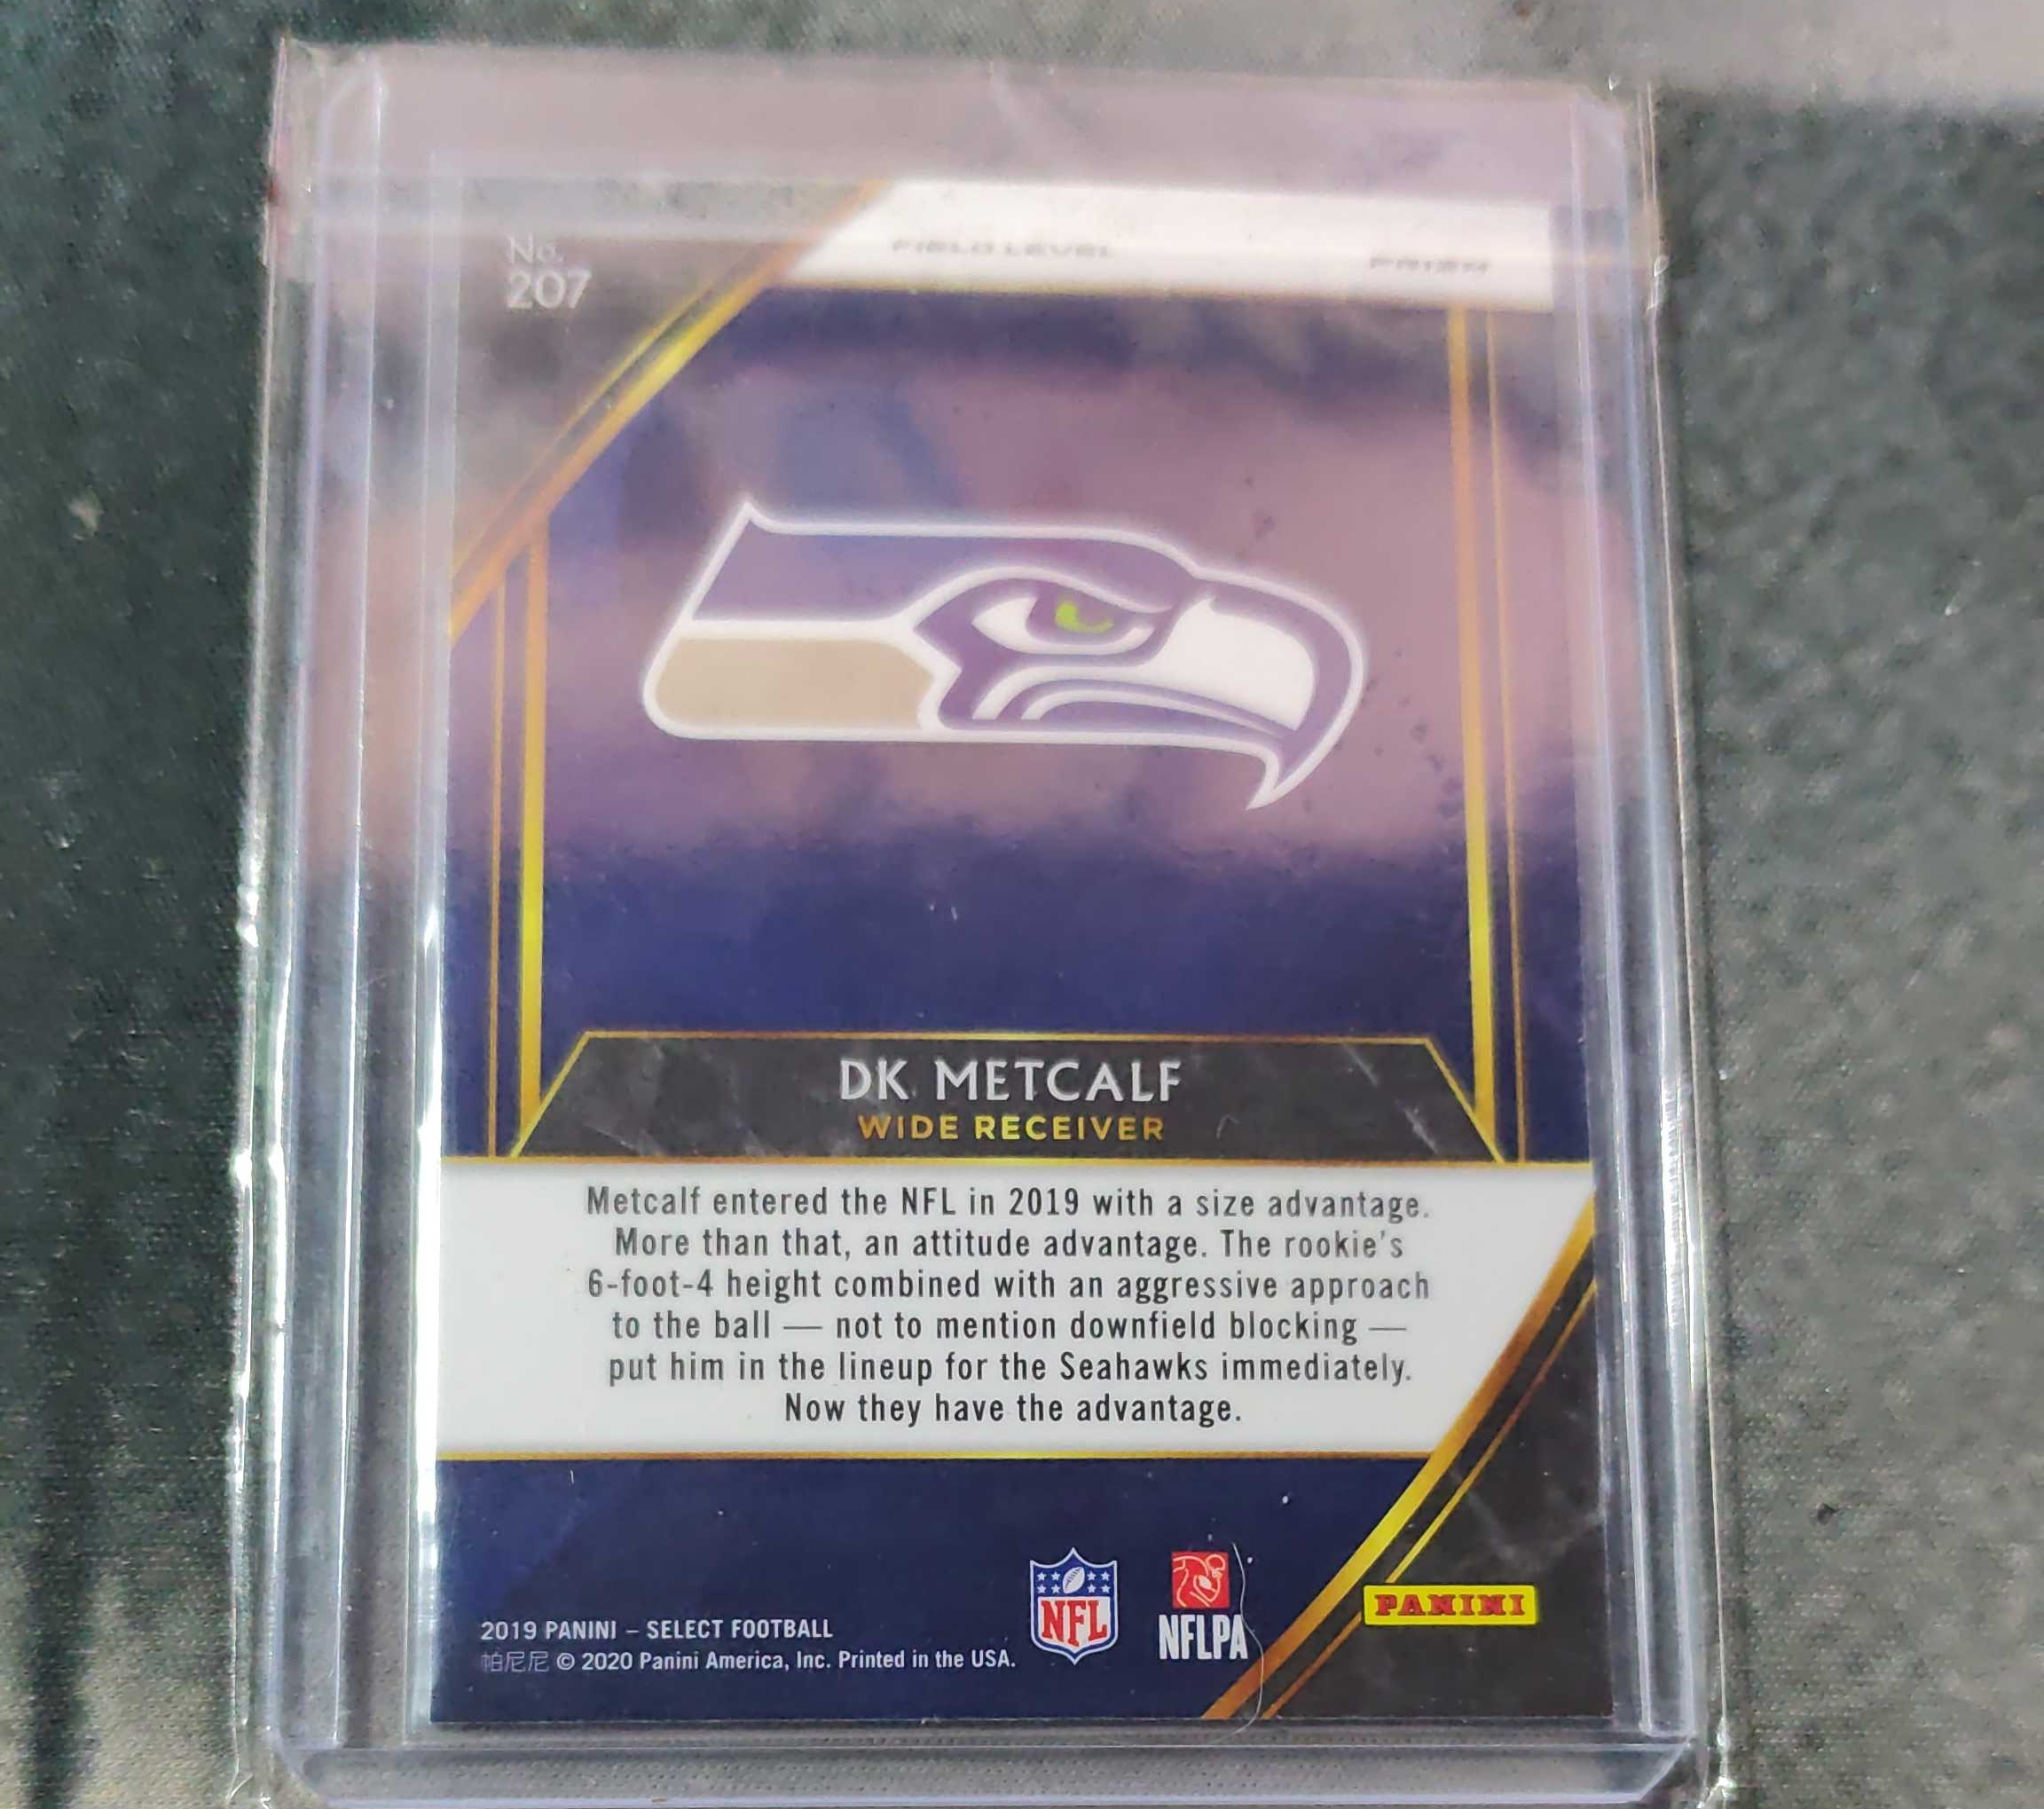 No.
207
FIELD LEVEL
PRIZM
DK METCALF
WIDE RECEIVER
Metcalf entered the NFL in 2019 with a size advantage.
More than that, an attitude advantage. The rookie's
6-foot-4 height combined with an aggressive approach
to the ball — not to mention downfield blocking —
put him in the lineup for the Seahawks immediately.
Now they have the advantage.
2019 PANINI – SELECT FOOTBALL
帕尼尼 © 2020 Panini America, Inc. Printed in the USA.
NFL
NFLPA
PANINI